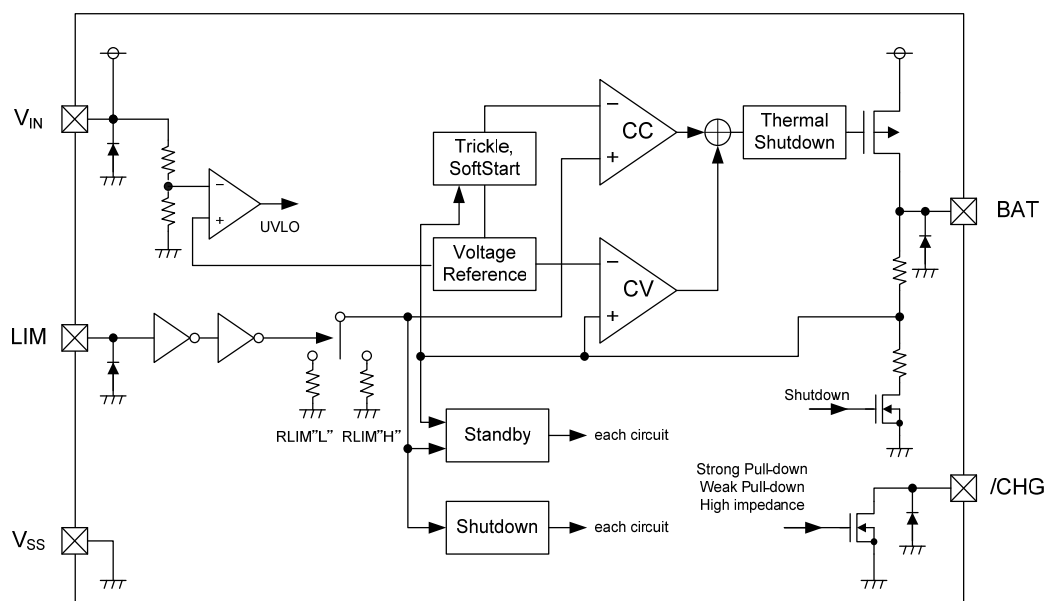 VIN
−
+
UVLO
Trickle,
SoftStart
Voltage
Reference
−
+
CC
−
+
CV
Thermal
Shutdown
BAT
LIM
RLIM"L"
RLIM"H"
Standby
each circuit
Shutdown
each circuit
Shutdown
Strong Pull-down
Weak Pull-down
High impedance
/CHG
VSS